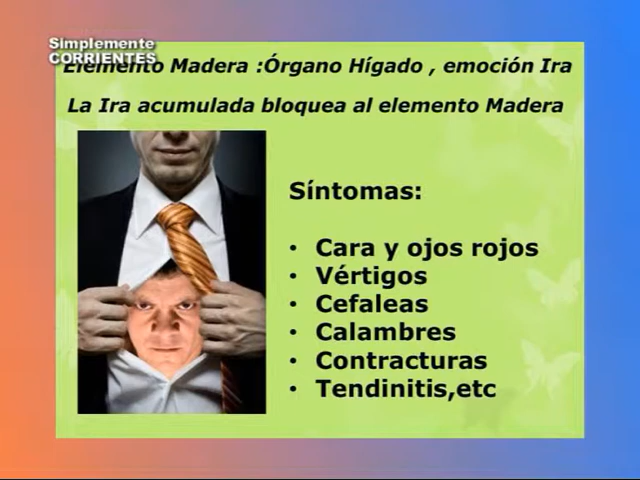 Simplemente
CORRIENTES
Elemento Madera :Órgano Hígado , emoción Ira
La Ira acumulada bloquea al elemento Madera
Síntomas:
• Cara y ojos rojos
• Vértigos
• Cefaleas
• Calambres
• Contracturas
• Tendinitis,etc